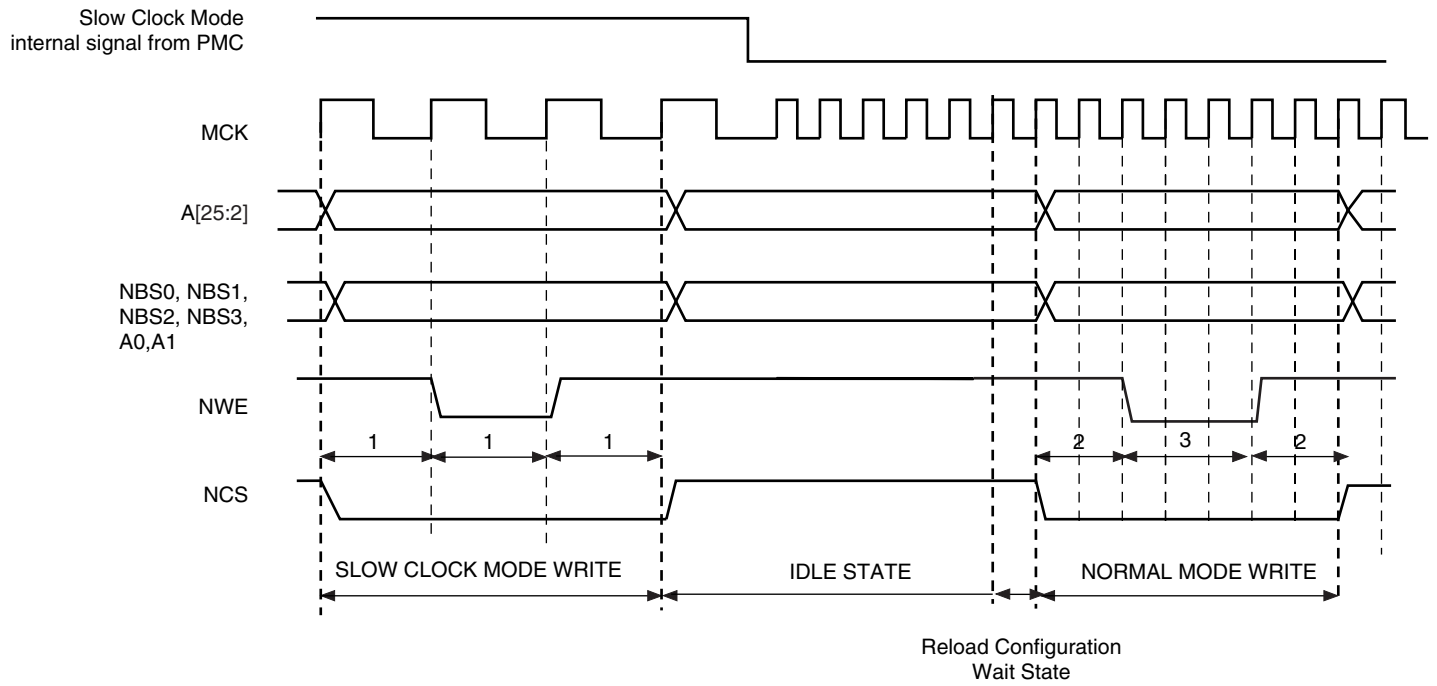 Slow Clock Mode
internal signal from PMC
MCK
A[25:2]
NBS0, NBS1,
NBS2, NBS3,
A0,A1
NWE
1 1 1 2 3 2
NCS
SLOW CLOCK MODE WRITE IDLE STATE NORMAL MODE WRITE
Reload Configuration
Wait State